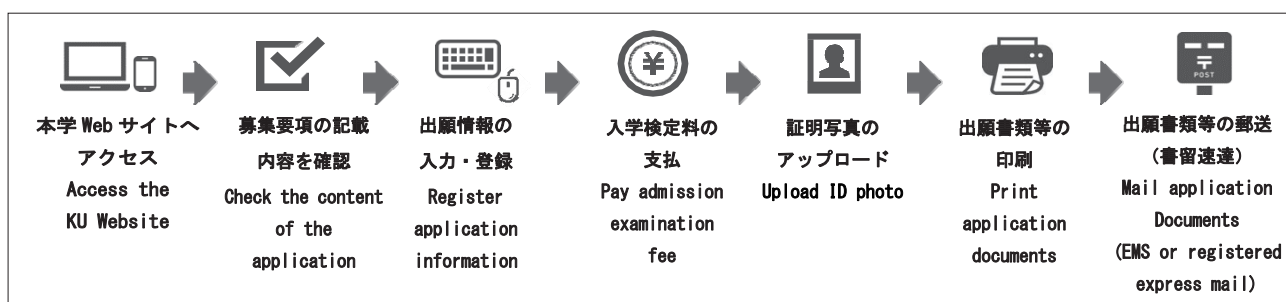 本学 Web サイトへ
アクセス
Access the
KU Website
募集要項の記載
内容を確認
Check the content
of the
application
出願情報の
入力・登録
Register
application
information
¥
入学検定料の
支払
Pay admission
examination
fee
証明写真の
アップロード
Upload ID photo
出願書類等の
印刷
Print
application
documents
〒
POST
出願書類等の郵送
(書留速達)
Mail application
Documents
(EMS or registered
express mail)